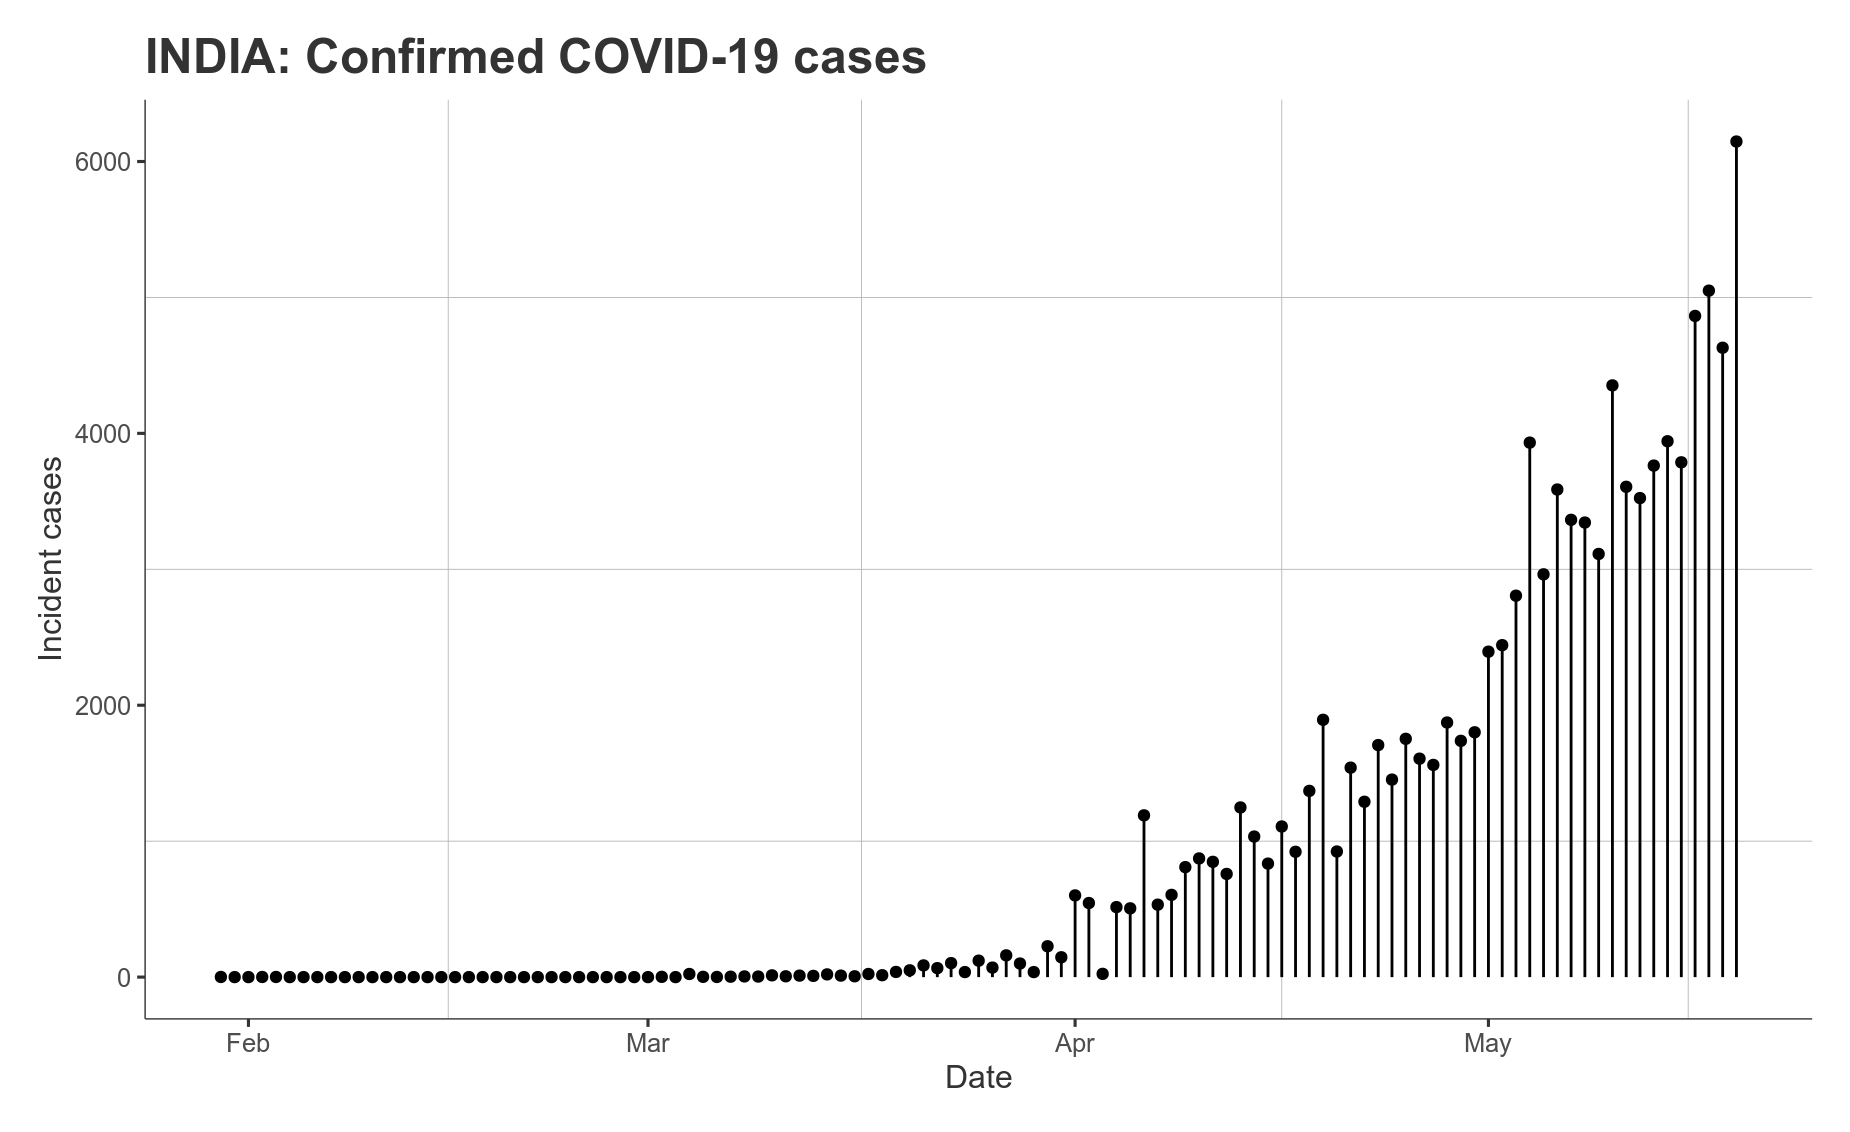 INDIA: Confirmed COVID-19 cases
6000
4000
2000
0
Incident cases
Feb Mar Apr May
Date